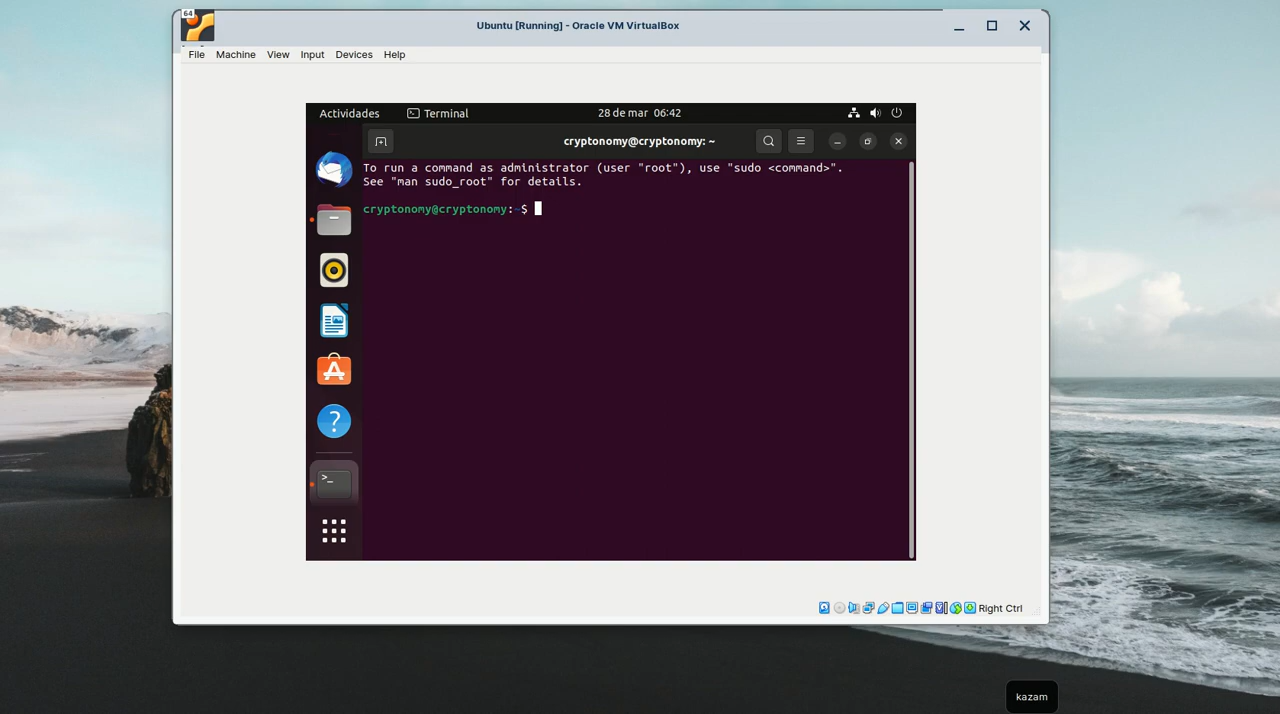 64
Ubuntu [Running] - Oracle VM VirtualBox
File Machine View Input Devices Help
Actividades Terminal 28 de mar 06:42
cryptonomy@cryptonomy: ~
To run a command as administrator (user "root"), use "sudo <command>".
See "man sudo_root" for details.
cryptonomy@cryptonomy:~$
>_
Right Ctrl
kazam